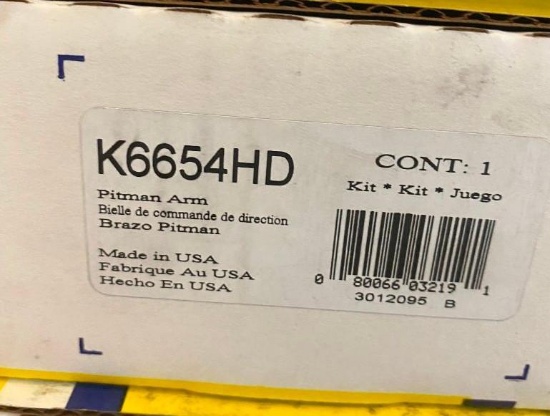 K6654HD
Pitman Arm
Bielle de commande de direction
Brazo Pitman
Made in USA
Fabrique Au USA
Hecho En USA
CONT: 1
Kit * Kit * Juego
0 80066 03219 1
3012095 B